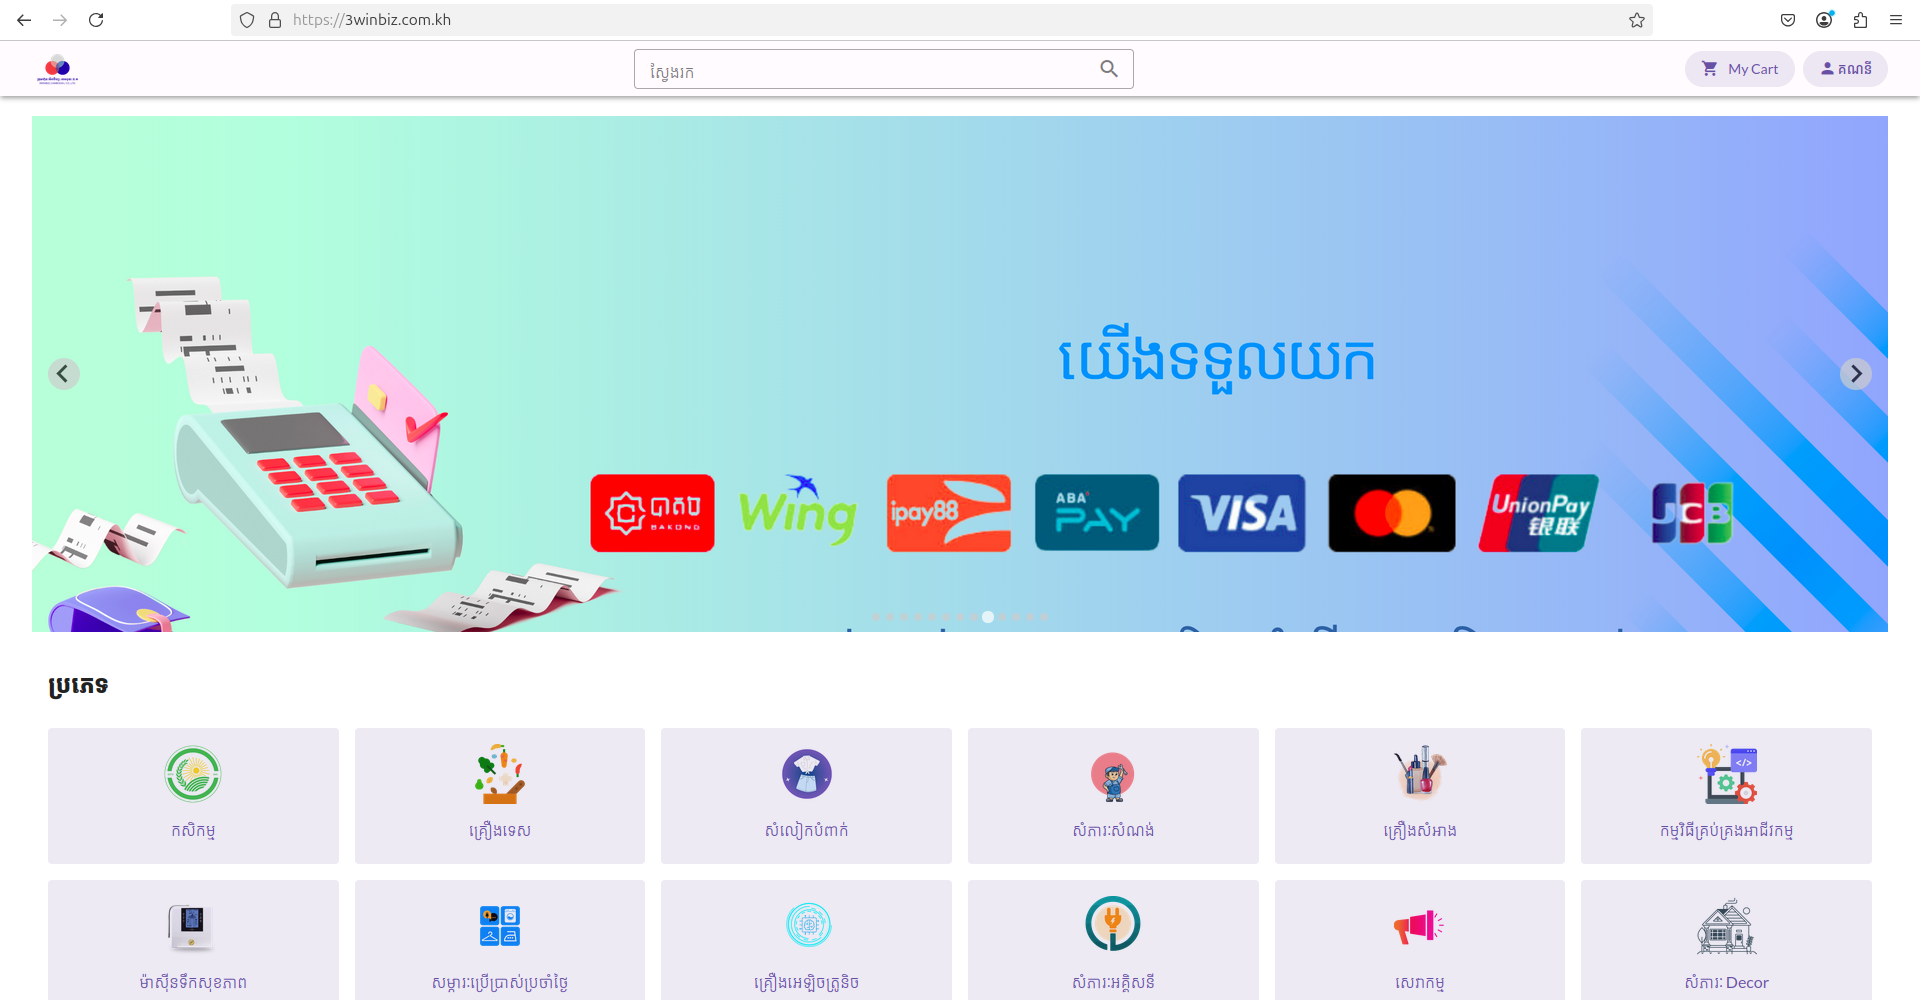 https://3winbiz.com.kh
ស្វែងរក
My Cart
គណនី
យើងទទួលយក
បាគង
BAKONG
Wing
ipay88
ABA'
PAY
VISA
UnionPay
银联
JCB
ប្រភេទ
កសិកម្ម
គ្រឿងទេស
សំលៀកបំពាក់
សំភារៈសំណង់
គ្រឿងសំអាង
កម្មវិធីគ្រប់គ្រងអាជីវកម្ម
ម៉ាស៊ីនទឹកសុខភាព
សម្ភារៈប្រើប្រាស់ប្រចាំថ្ងៃ
គ្រឿងអេឡិចត្រូនិច
សំភារៈអគ្គិសនី
សេវាកម្ម
សំភារៈ Decor